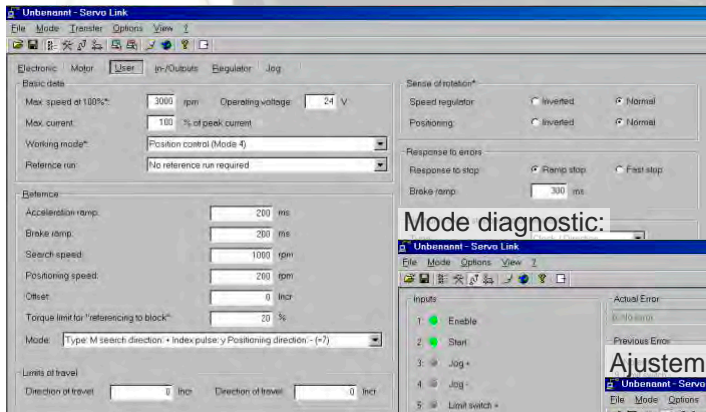 Unbenannt - Servo Link
File Mode Transfer Options View ?
Electronic Motor User In-/Outputs Regulator Jog
Basic data
Max. speed at 100%*: 3000 rpm Operating voltage: 24 V
Max. current: 100 % of peak current
Working mode*: Position control (Mode 4)
Refernce run: No reference run required
Refernce
Acceleration ramp: 200 ms
Brake ramp: 200 ms
Search speed: 1000 rpm
Positioning speed: 200 rpm
Offset: 0 Incr
Torque limit for "referencing to block": 20 %
Mode: Type: M search direction: + Index pulse: y Positioning direction: - (=7)
Limits of travel
Direction of travel: 0 Incr Direction of travel: 0 Incr
Sense of rotation*
Speed regulator Inverted Normal
Positioning: Inverted Normal
Response to errors
Response to stop Ramp stop Fast stop
Brake ramp: 300 ms
Mode diagnostic:
Unbenannt - Servo Link
File Mode Options View ?
Inputs
1: Enable
2: Start
3: Jog +
4: Jog -
5: Limit switch +
Actual Error
Previous Error
Ajustem
Unbenannt - Servo
File Mode Options